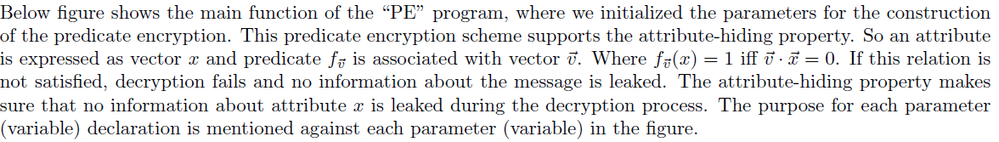 Below figure shows the main function of the “PE” program, where we initialized the parameters for the construction
of the predicate encryption. This predicate encryption scheme supports the attribute-hiding property. So an attribute
is expressed as vector x and predicate f_{\vec{v}} is associated with vector \vec{v}. Where f_{\vec{v}}(x) = 1 iff \vec{v} · \vec{x} = 0. If this relation is
not satisfied, decryption fails and no information about the message is leaked. The attribute-hiding property makes
sure that no information about attribute x is leaked during the decryption process. The purpose for each parameter
(variable) declaration is mentioned against each parameter (variable) in the figure.